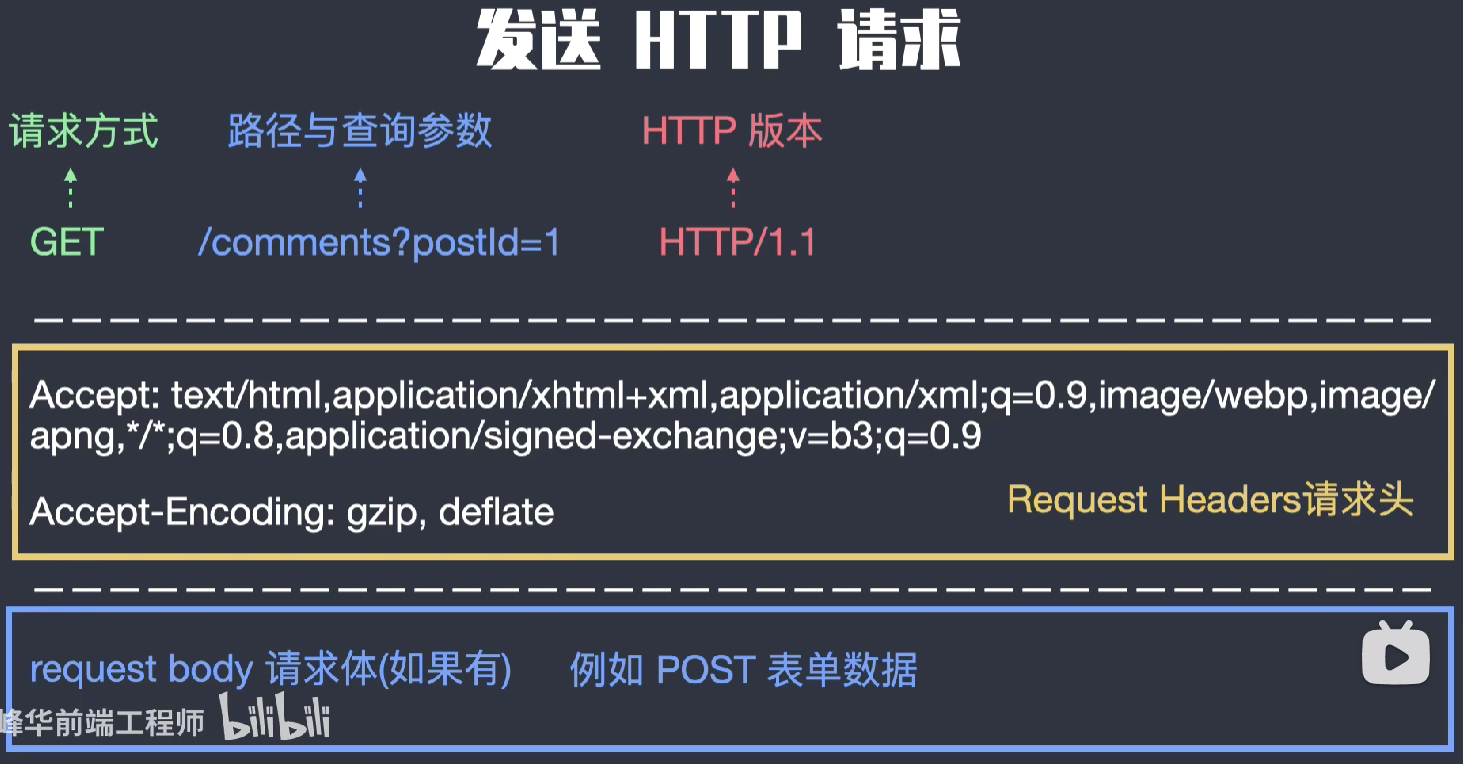 发送 HTTP 请求
请求方式 路径与查询参数 HTTP 版本
GET /comments?postId=1 HTTP/1.1
Accept: text/html,application/xhtml+xml,application/xml;q=0.9,image/webp,image/
apng,*/*;q=0.8,application/signed-exchange;v=b3;q=0.9
Accept-Encoding: gzip, deflate
Request Headers请求头
request body 请求体(如果有) 例如 POST 表单数据
峰华前端工程师 bilibili